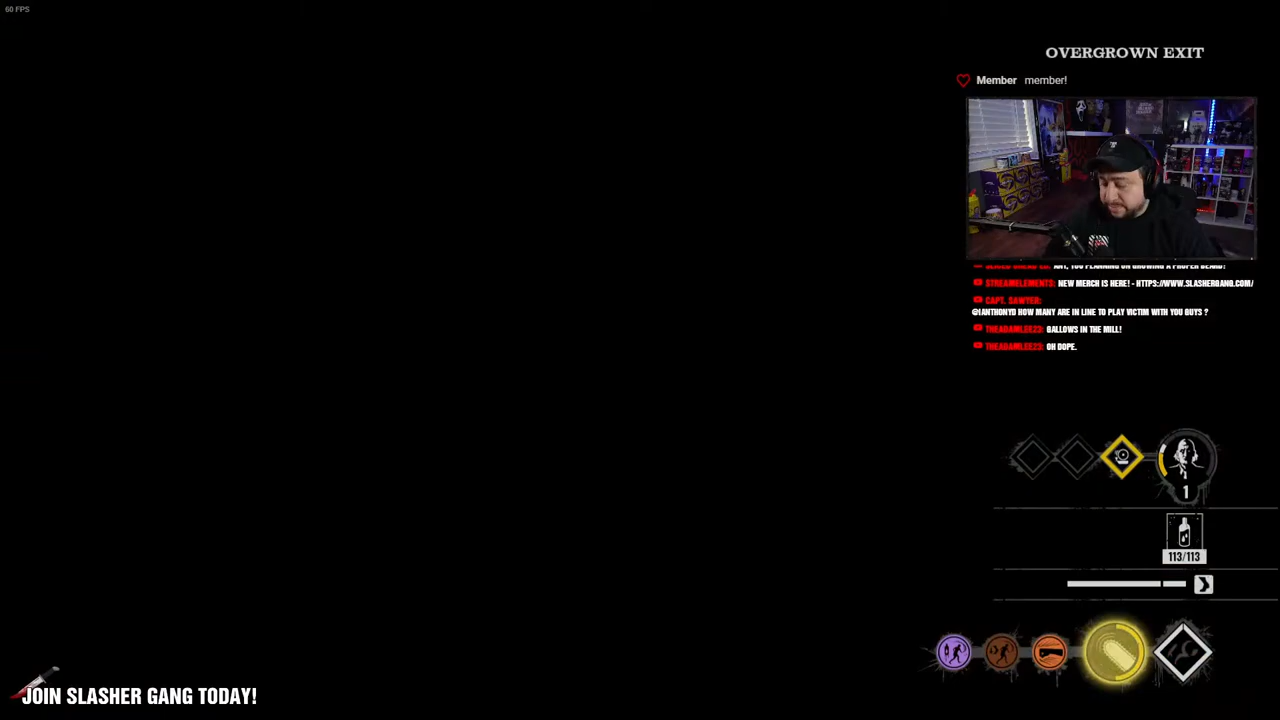 60 FPS
OVERGROWN EXIT
Member member!
STREAMELEMENTS: NEW MERCH IS HERE! - HTTPS://WWW.SLASHERGANG.COM/
CAPT. SAWYER:
@IANTHONYD HOW MANY ARE IN LINE TO PLAY VICTIM WITH YOU GUYS ?
THEADAMLEE23: GALLOWS IN THE MILL!
THEADAMLEE23: OH DOPE.
1
113/113
JOIN SLASHER GANG TODAY!